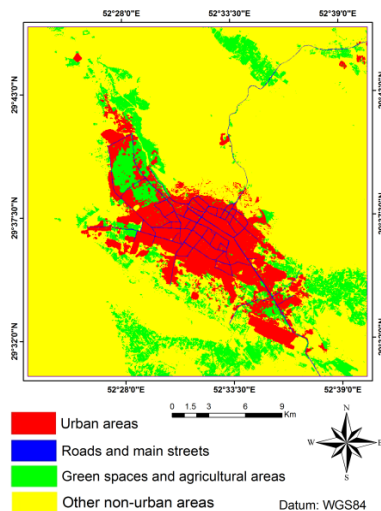 52°28'0"E 52°33'30"E 52°39'0"E
29°43'0"N
29°37'30"N
29°32'0"N
52°28'0"E 52°33'30"E 52°39'0"E
0 1.5 3 6 9
Km
Urban areas
Roads and main streets
Green spaces and agricultural areas
Other non-urban areas
N
W
E
S
Datum: WGS84